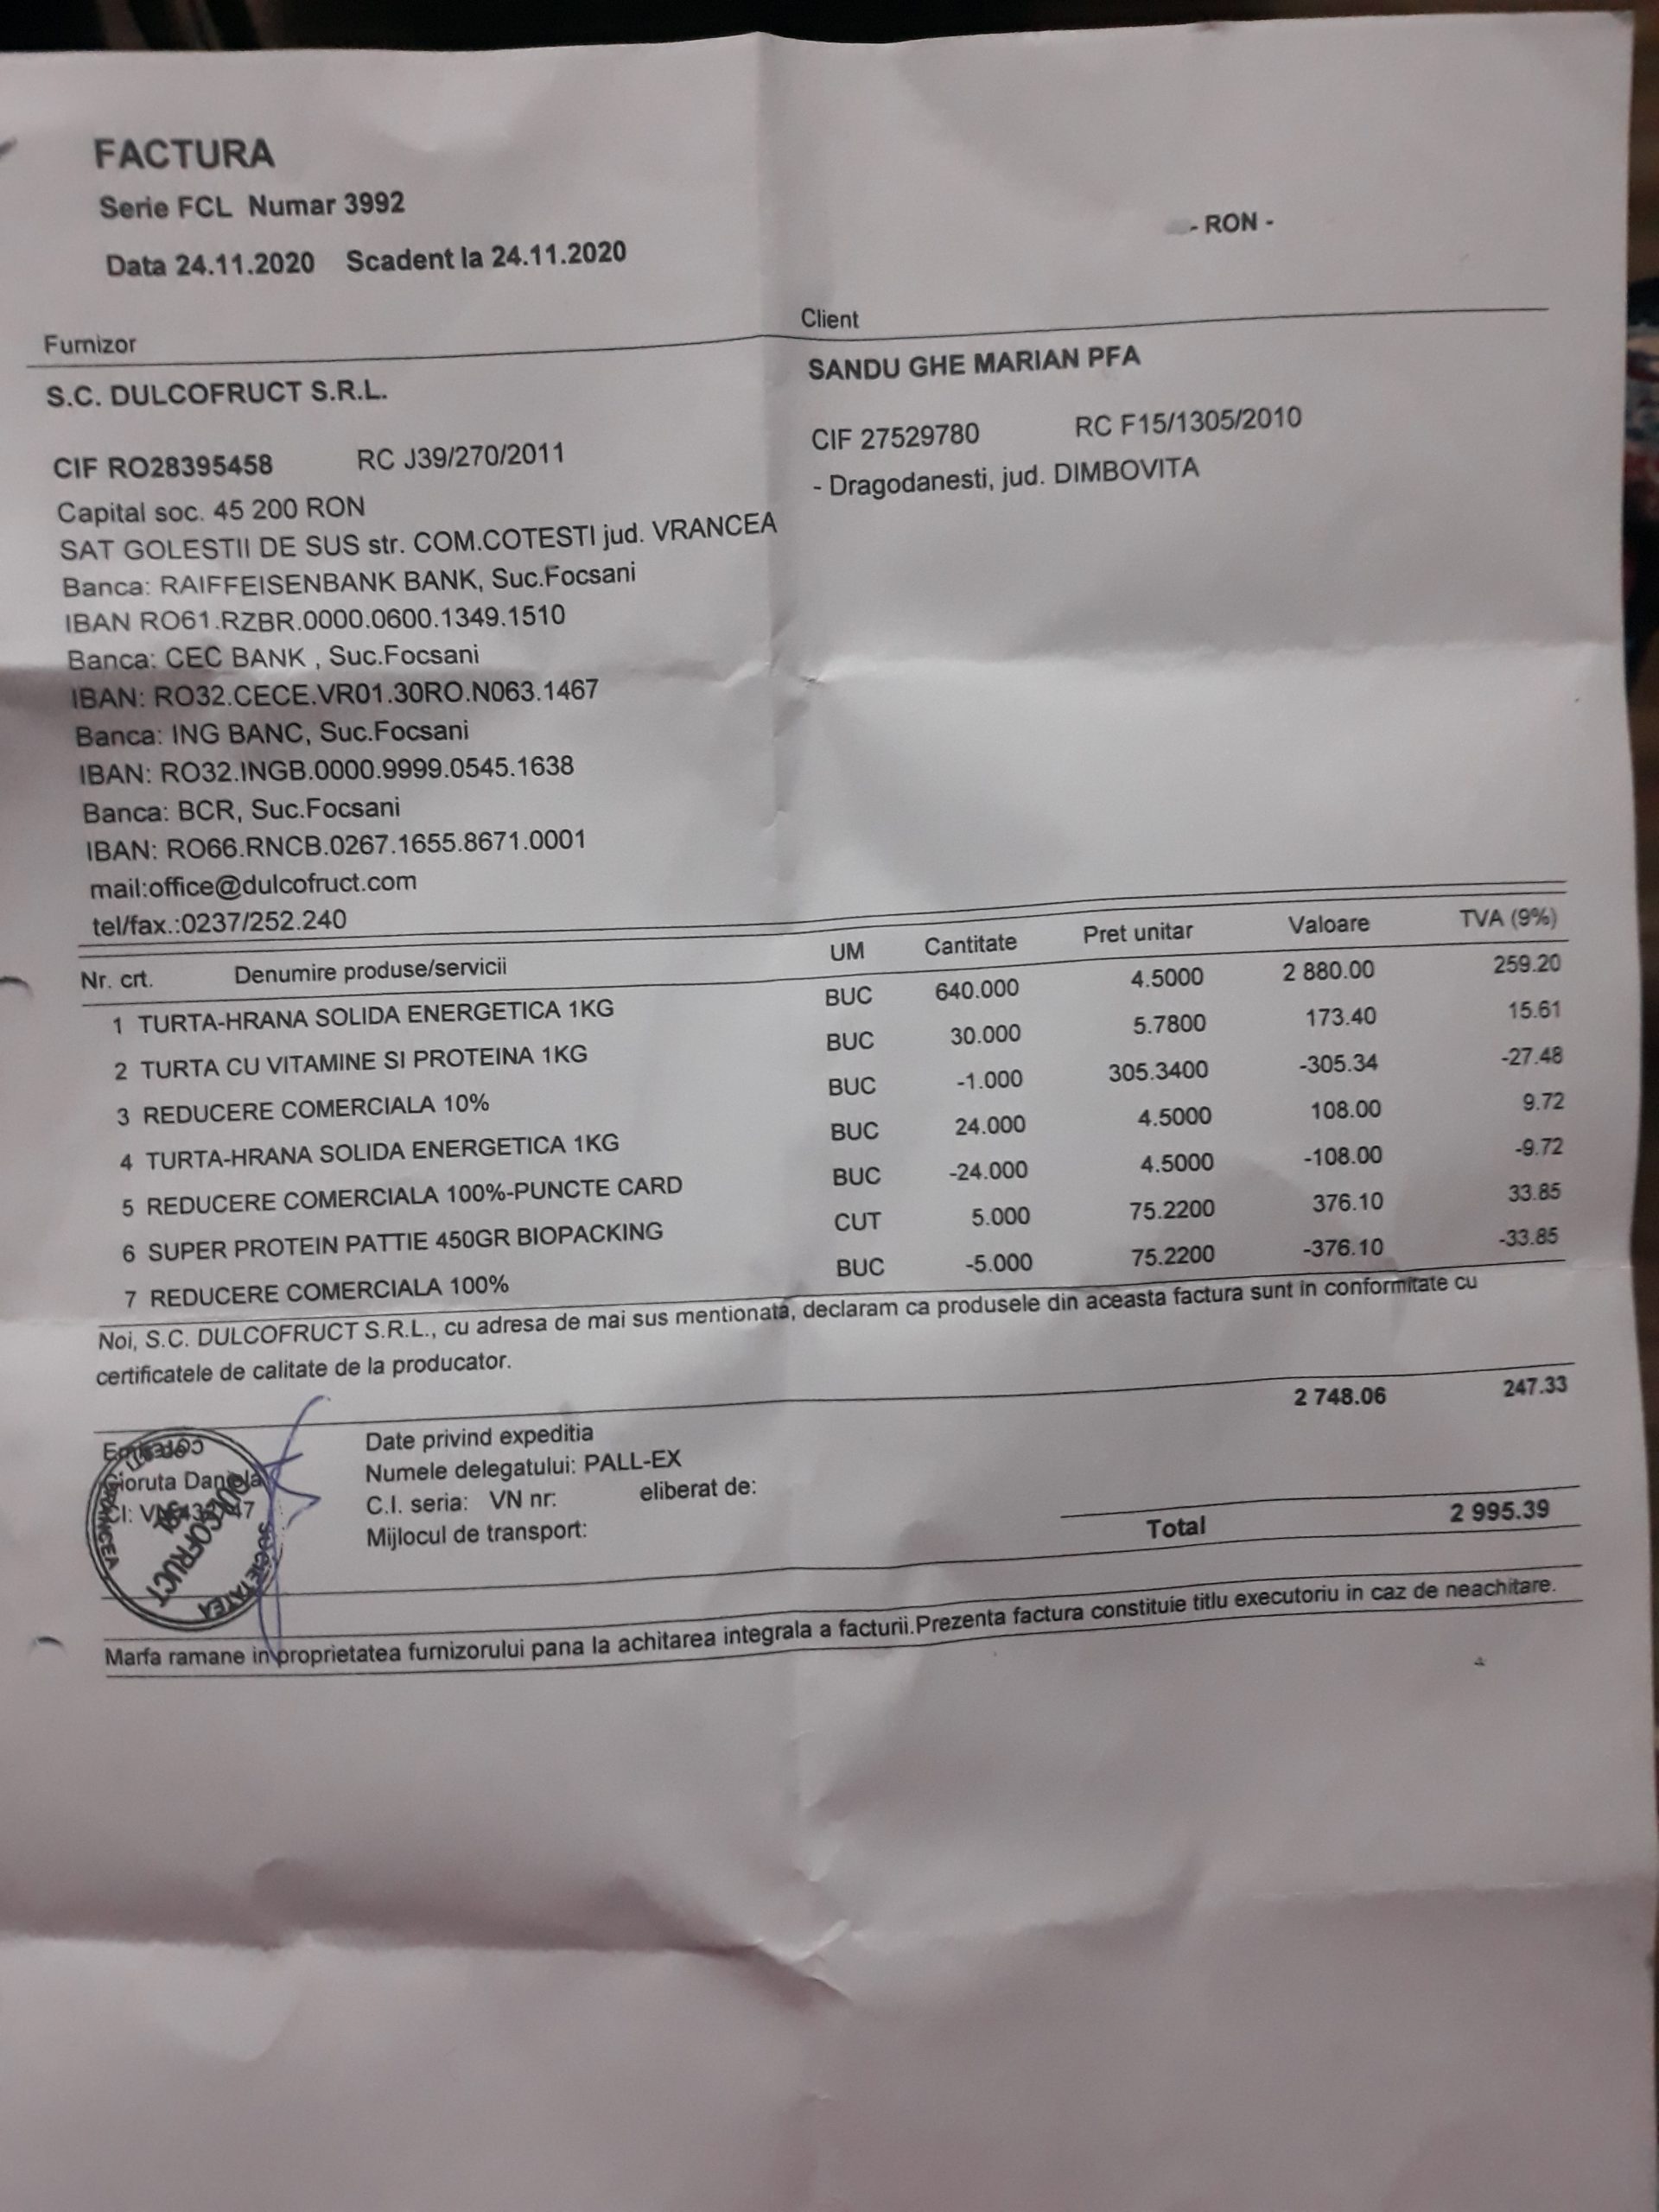 FACTURA
Serie FCL Numar 3992
- RON -
Data 24.11.2020 Scadent la 24.11.2020
Furnizor
S.C. DULCOFRUCT S.R.L.
CIF RO28395458 RC J39/270/2011
Capital soc. 45 200 RON
SAT GOLESTII DE SUS str. COM.COTESTI jud. VRANCEA
Banca: RAIFFEISENBANK BANK, Suc.Focsani
IBAN RO61.RZBR.0000.0600.1349.1510
Banca: CEC BANK , Suc.Focsani
IBAN: RO32.CECE.VR01.30RO.N063.1467
Banca: ING BANC, Suc.Focsani
IBAN: RO32.INGB.0000.9999.0545.1638
Banca: BCR, Suc.Focsani
IBAN: RO66.RNCB.0267.1655.8671.0001
mail:office@dulcofruct.com
tel/fax.:0237/252.240
Client
SANDU GHE MARIAN PFA
CIF 27529780 RC F15/1305/2010
- Dragodanesti, jud. DIMBOVITA
Nr. crt. Denumire produse/servicii UM Cantitate Pret unitar Valoare TVA (9%)
1 TURTA-HRANA SOLIDA ENERGETICA 1KG BUC 640.000 4.5000 2 880.00 259.20
2 TURTA CU VITAMINE SI PROTEINA 1KG BUC 30.000 5.7800 173.40 15.61
3 REDUCERE COMERCIALA 10% BUC -1.000 305.3400 -305.34 -27.48
4 TURTA-HRANA SOLIDA ENERGETICA 1KG BUC 24.000 4.5000 108.00 9.72
5 REDUCERE COMERCIALA 100%-PUNCTE CARD BUC -24.000 4.5000 -108.00 -9.72
6 SUPER PROTEIN PATTIE 450GR BIOPACKING CUT 5.000 75.2200 376.10 33.85
7 REDUCERE COMERCIALA 100% BUC -5.000 75.2200 -376.10 -33.85
Noi, S.C. DULCOFRUCT S.R.L., cu adresa de mai sus mentionata, declaram ca produsele din aceasta factura sunt in conformitate cu
certificatele de calitate de la producator.
2 748.06 247.33
COTESTI
VRANCEA
DULCOFRUCT
SRL
SOCIETATEA
Cioruta Daniela
Date privind expeditia
Numele delegatului: PALL-EX
C.I. seria: VN nr: eliberat de:
Mijlocul de transport:
Total 2 995.39
Marfa ramane in proprietatea furnizorului pana la achitarea integrala a facturii.Prezenta factura constituie titlu executoriu in caz de neachitare.